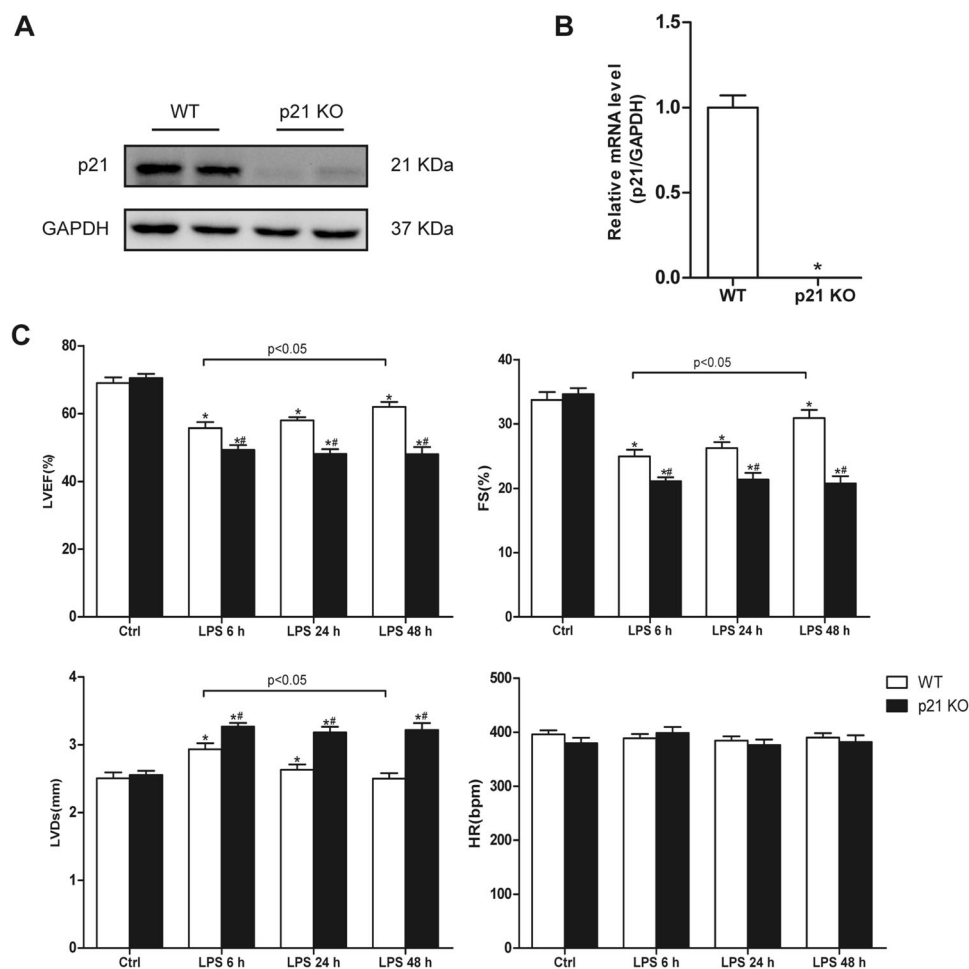 A
WT p21 KO
p21 21 KDa
GAPDH 37 KDa
B
Relative mRNA level
(p21/GAPDH)
1.5
1.0
0.5
0.0
*
WT p21 KO
C
LVEF(%)
80
60
40
20
0
p<0.05
* *# * *# * *#
Ctrl LPS 6 h LPS 24 h LPS 48 h
FS(%)
40
30
20
10
0
p<0.05
* *# * *# * *#
Ctrl LPS 6 h LPS 24 h LPS 48 h
LVDs(mm)
4
3
2
1
0
p<0.05
* *# * *# *#
Ctrl LPS 6 h LPS 24 h LPS 48 h
HR(bpm)
500
400
300
200
100
0
Ctrl LPS 6 h LPS 24 h LPS 48 h
WT
p21 KO